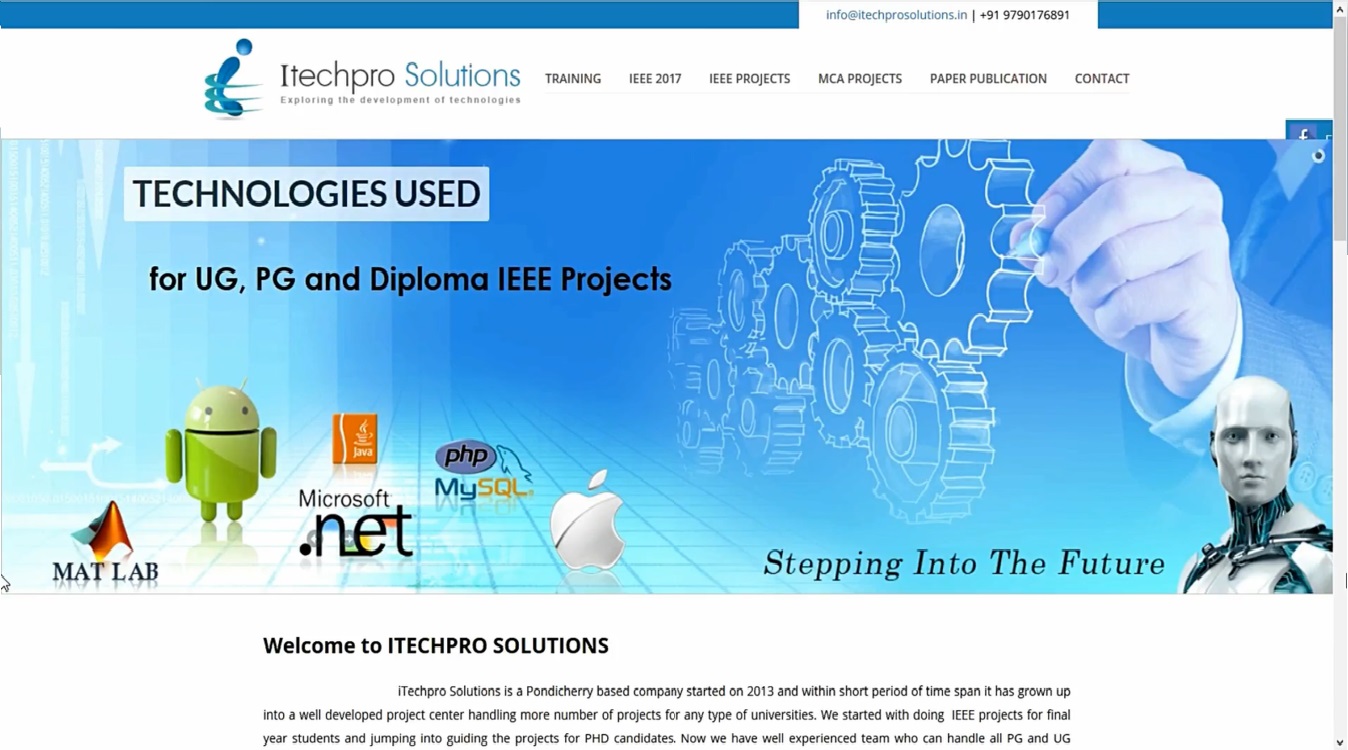 info@itechprosolutions.in | +91 9790176891
Itechpro Solutions
Exploring the development of technologies
TRAINING IEEE 2017 IEEE PROJECTS MCA PROJECTS PAPER PUBLICATION CONTACT
f
TECHNOLOGIES USED
for UG, PG and Diploma IEEE Projects
Java
php
MySQL
Microsoft
.net
MAT LAB
Stepping Into The Future
Welcome to ITECHPRO SOLUTIONS
iTechpro Solutions is a Pondicherry based company started on 2013 and within short period of time span it has grown up
into a well developed project center handling more number of projects for any type of universities. We started with doing IEEE projects for final
year students and jumping into guiding the projects for PHD candidates. Now we have well experienced team who can handle all PG and UG